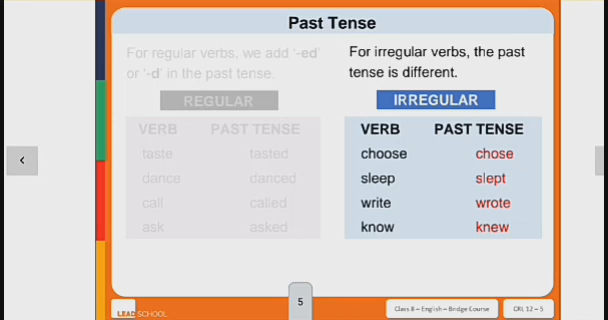 Past Tense
For regular verbs, we add '-ed'
or '-d' in the past tense.
REGULAR
VERB PAST TENSE
taste tasted
dance danced
call called
ask asked
For irregular verbs, the past
tense is different.
IRREGULAR
VERB PAST TENSE
choose chose
sleep slept
write wrote
know knew
LEAD SCHOOL
5
Class 8 – English – Bridge Course
CRL 12 – 5